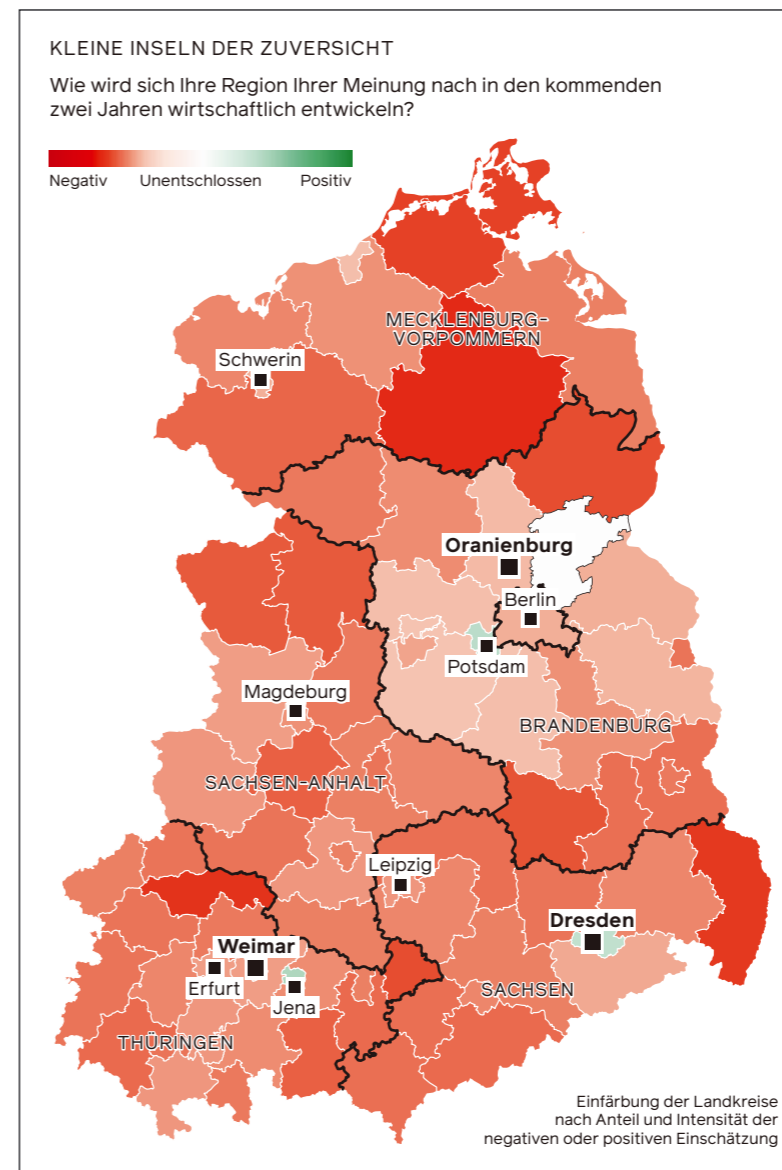 KLEINE INSELN DER ZUVERSICHT
Wie wird sich Ihre Region Ihrer Meinung nach in den kommenden
zwei Jahren wirtschaftlich entwickeln?
Negativ Unentschlossen Positiv
MECKLENBURG-
VORPOMMERN
Schwerin
Oranienburg
Berlin
Potsdam
Magdeburg
BRANDENBURG
SACHSEN-ANHALT
Leipzig
Dresden
Weimar
Erfurt
Jena
SACHSEN
THÜRINGEN
Einfärbung der Landkreise
nach Anteil und Intensität der
negativen oder positiven Einschätzung